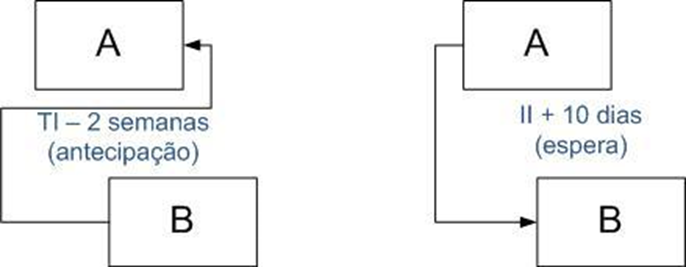 A
TI – 2 semanas
(antecipação)
B
A
II + 10 dias
(espera)
B